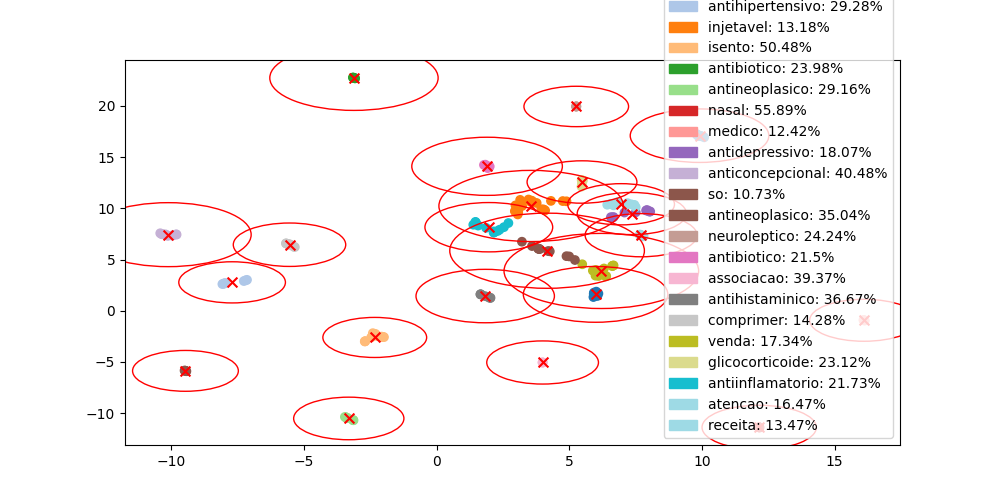 antihipertensivo: 29.28%
injetavel: 13.18%
isento: 50.48%
antibiotico: 23.98%
antineoplasico: 29.16%
nasal: 55.89%
medico: 12.42%
antidepressivo: 18.07%
anticoncepcional: 40.48%
so: 10.73%
antineoplasico: 35.04%
neuroleptico: 24.24%
antibiotico: 21.5%
associacao: 39.37%
antihistaminico: 36.67%
comprimer: 14.28%
venda: 17.34%
glicocorticoide: 23.12%
antiinflamatorio: 21.73%
atencao: 16.47%
receita: 13.47%
20
15
10
5
0
−5
−10
−10
−5
0
5
10
15